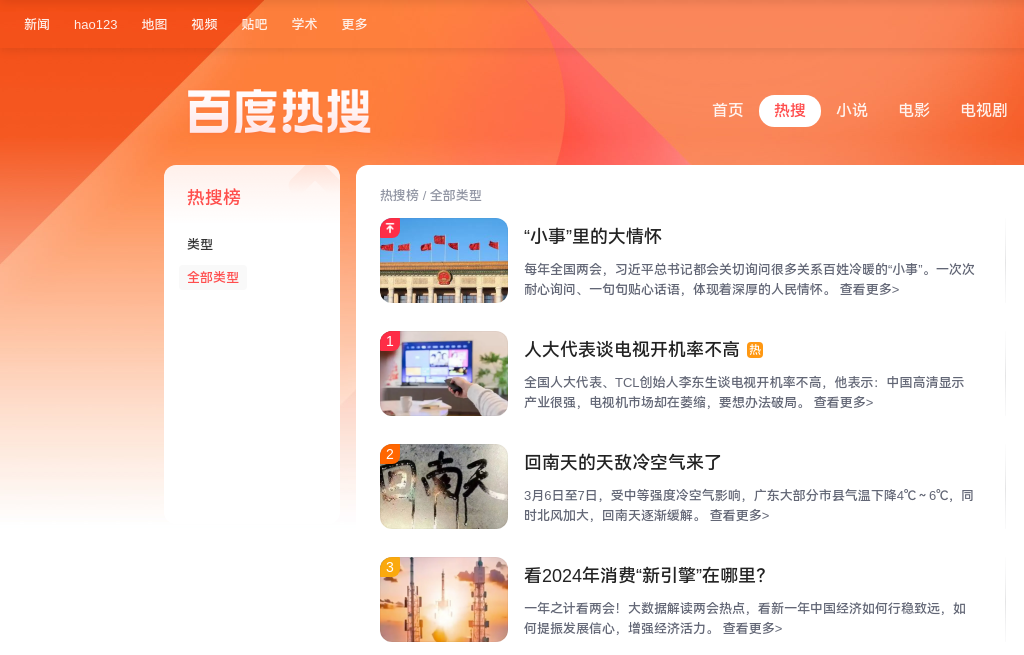 新闻 hao123 地图 视频 贴吧 学术 更多
百度热搜
首页 热搜 小说 电影 电视剧
热搜榜
类型
全部类型
热搜榜 / 全部类型
“小事”里的大情怀
每年全国两会，习近平总书记都会关切询问很多关系百姓冷暖的“小事”。一次次
耐心询问、一句句贴心话语，体现着深厚的人民情怀。 查看更多>
1
人大代表谈电视开机率不高 热
全国人大代表、TCL创始人李东生谈电视开机率不高，他表示：中国高清显示
产业很强，电视机市场却在萎缩，要想办法破局。 查看更多>
2
回南天
回南天的天敌冷空气来了
3月6日至7日，受中等强度冷空气影响，广东大部分市县气温下降4℃～6℃，同
时北风加大，回南天逐渐缓解。 查看更多>
3
看2024年消费“新引擎”在哪里？
一年之计看两会！大数据解读两会热点，看新一年中国经济如何行稳致远，如
何提振发展信心，增强经济活力。 查看更多>